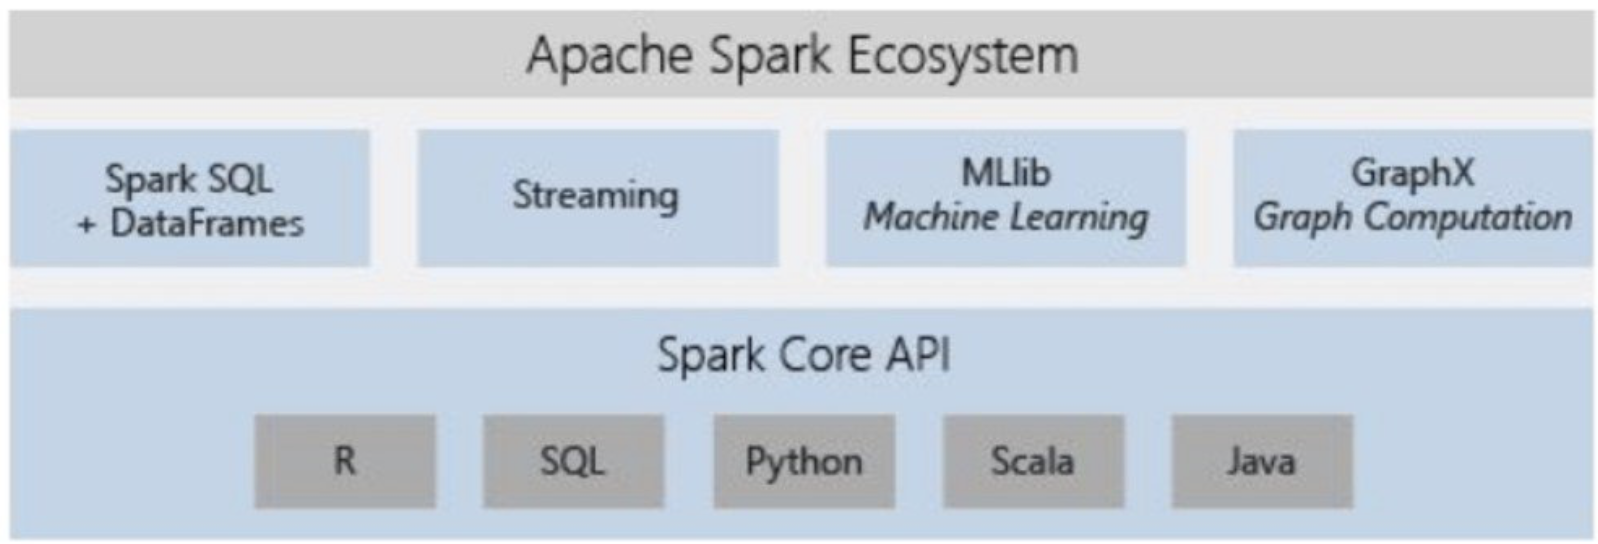 Apache Spark Ecosystem
Spark SQL
+ DataFrames
Streaming
MLlib
Machine Learning
GraphX
Graph Computation
Spark Core API
R
SQL
Python
Scala
Java